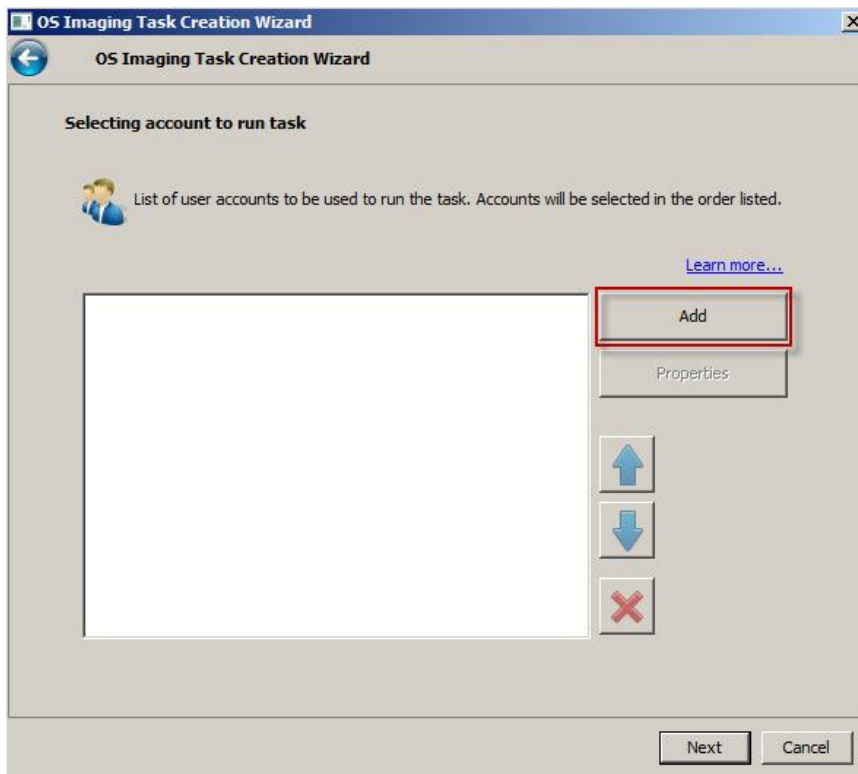 OS Imaging Task Creation Wizard
OS Imaging Task Creation Wizard
Selecting account to run task
List of user accounts to be used to run the task. Accounts will be selected in the order listed.
Learn more...
Add
Properties
Next
Cancel